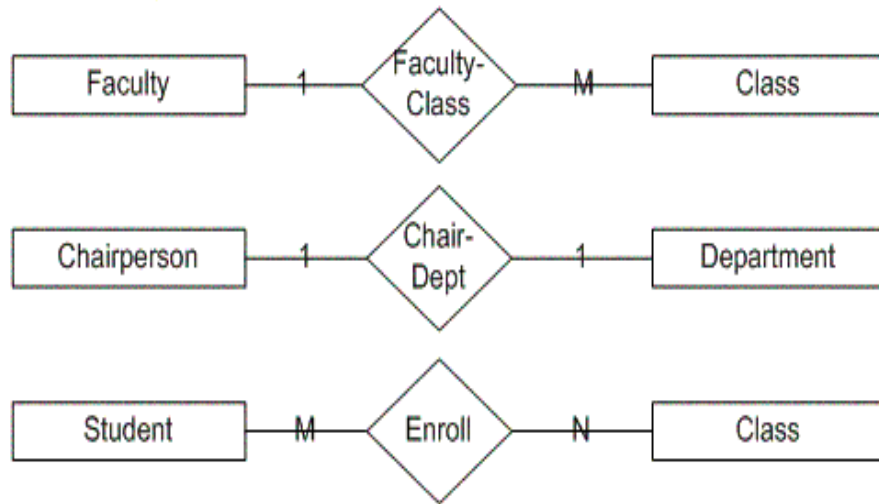 Faculty 1 Faculty- M Class
Class
Chairperson 1 Chair- 1 Department
Dept
Student M Enroll N Class